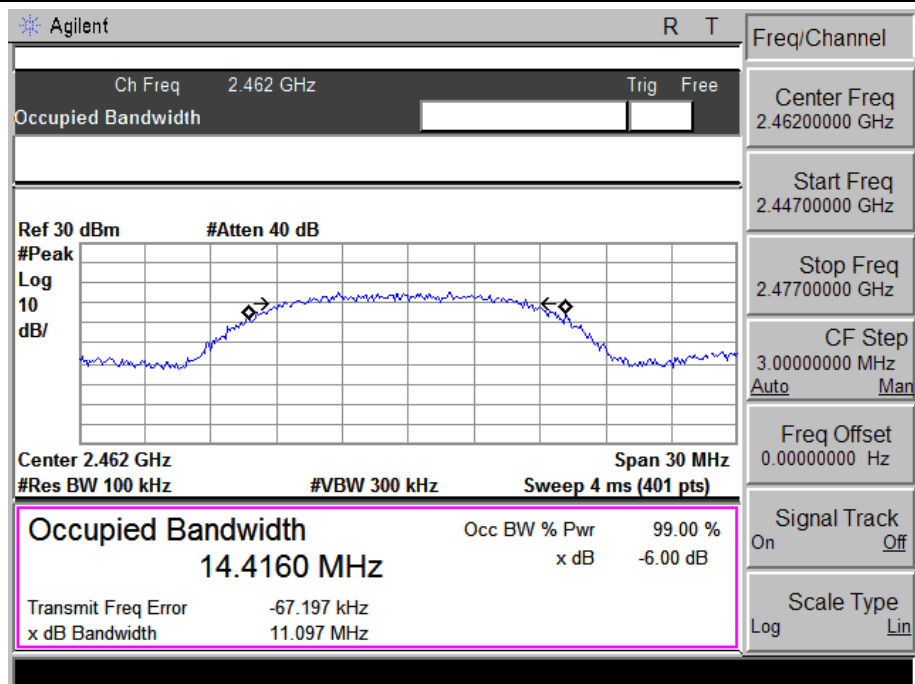 Agilent R T
Ch Freq 2.462 GHz Trig Free
Occupied Bandwidth
Ref 30 dBm #Atten 40 dB
#Peak
Log
10
dB/
Center 2.462 GHz Span 30 MHz
#Res BW 100 kHz #VBW 300 kHz Sweep 4 ms (401 pts)
Occupied Bandwidth Occ BW % Pwr 99.00 %
14.4160 MHz x dB -6.00 dB
Transmit Freq Error -67.197 kHz
x dB Bandwidth 11.097 MHz
Freq/Channel
Center Freq
2.46200000 GHz
Start Freq
2.44700000 GHz
Stop Freq
2.47700000 GHz
CF Step
3.00000000 MHz
Auto Man
Freq Offset
0.00000000 Hz
Signal Track
On Off
Scale Type
Log Lin